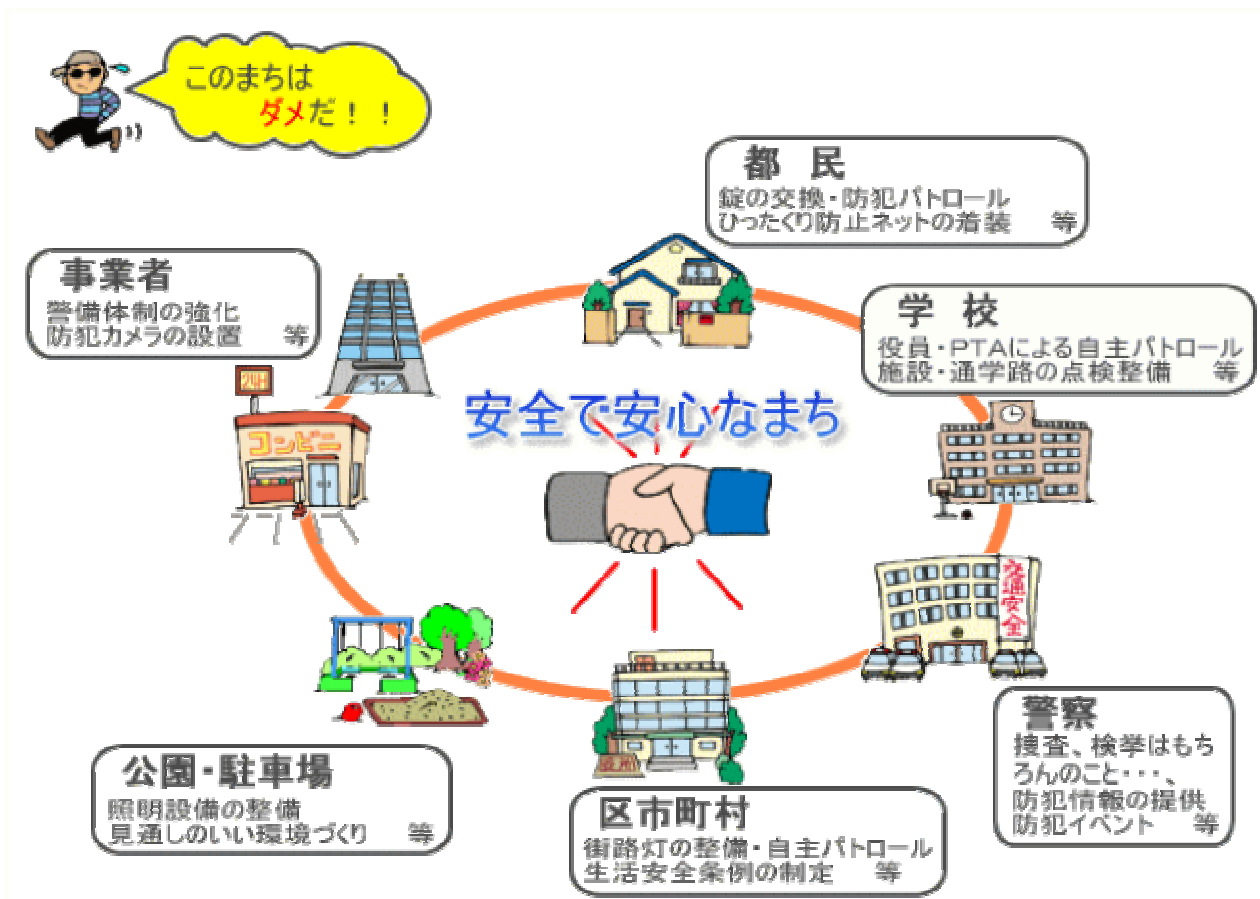 このまちは
ダメだ！！
都 民
錠の交換・防犯パトロール
ひったくり防止ネットの着装 等
事業者
警備体制の強化
防犯カメラの設置 等
学 校
役員・PTAによる自主パトロール
施設・通学路の点検整備 等
24H
コンビニ
安全で安心なまち
交通安全
役所
警察
捜査、検挙はもち
ろんのこと・・・、
防犯情報の提供
防犯イベント 等
公園・駐車場
照明設備の整備
見通しのいい環境づくり 等
区市町村
街路灯の整備・自主パトロール
生活安全条例の制定 等